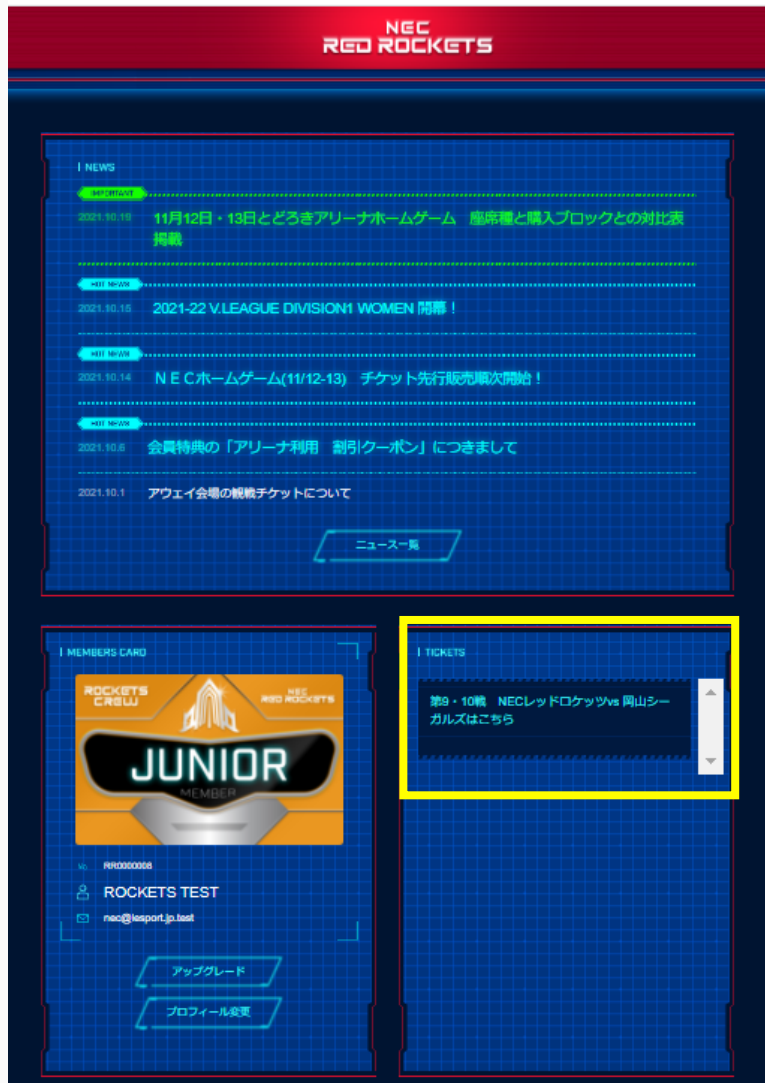 NEC
RED ROCKETS
NEWS
IMPORTANT
2021.10.19 11月12日・13日とどろきアリーナホームゲーム 座席種と購入ブロックとの対比表
掲載
HOT NEWS
2021.10.15 2021-22 V.LEAGUE DIVISION1 WOMEN 開幕！
HOT NEWS
2021.10.14 ＮＥＣホームゲーム(11/12-13) チケット先行販売順次開始！
HOT NEWS
2021.10.6 会員特典の「アリーナ利用 割引クーポン」につきまして
2021.10.1 アウェイ会場の観戦チケットについて
ニュース一覧
MEMBERS CARD
ROCKETS
CREW
NEC
RED ROCKETS
JUNIOR
MEMBER
No. RR0000008
ROCKETS TEST
nec@lesport.jp.test
アップグレード
プロフィール変更
TICKETS
第9・10戦 NECレッドロケッツvs 岡山シー
ガルズはこちら